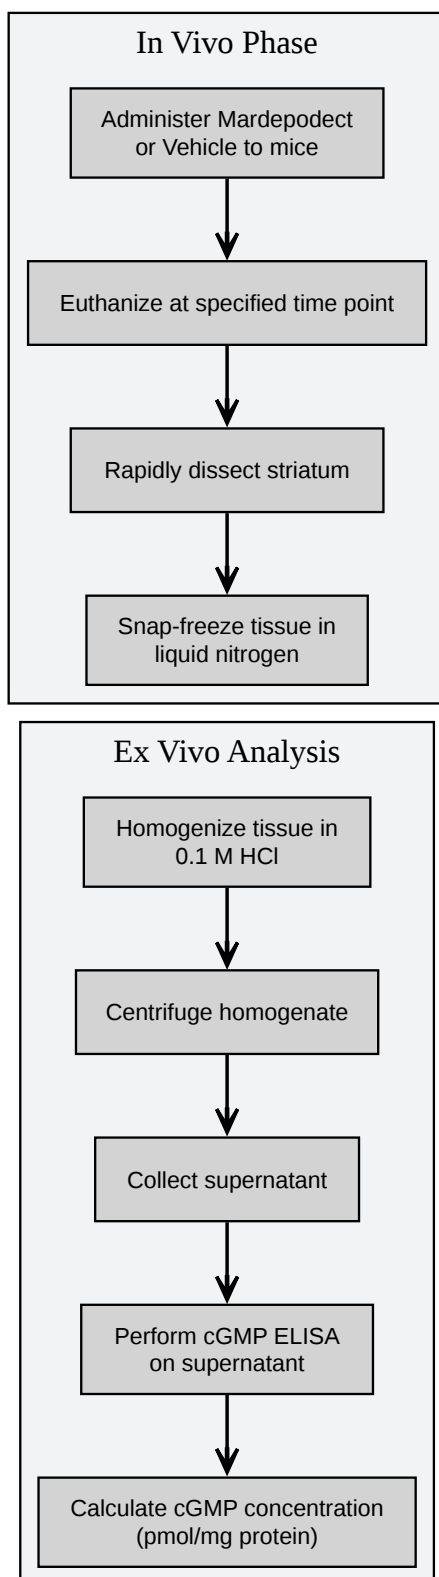 In Vivo Phase
Administer Mardepodect
or Vehicle to mice
Euthanize at specified time point
Rapidly dissect striatum
Snap-freeze tissue in
liquid nitrogen
Ex Vivo Analysis
Homogenize tissue in
0.1 M HCl
Centrifuge homogenate
Collect supernatant
Perform cGMP ELISA
on supernatant
Calculate cGMP concentration
(pmol/mg protein)